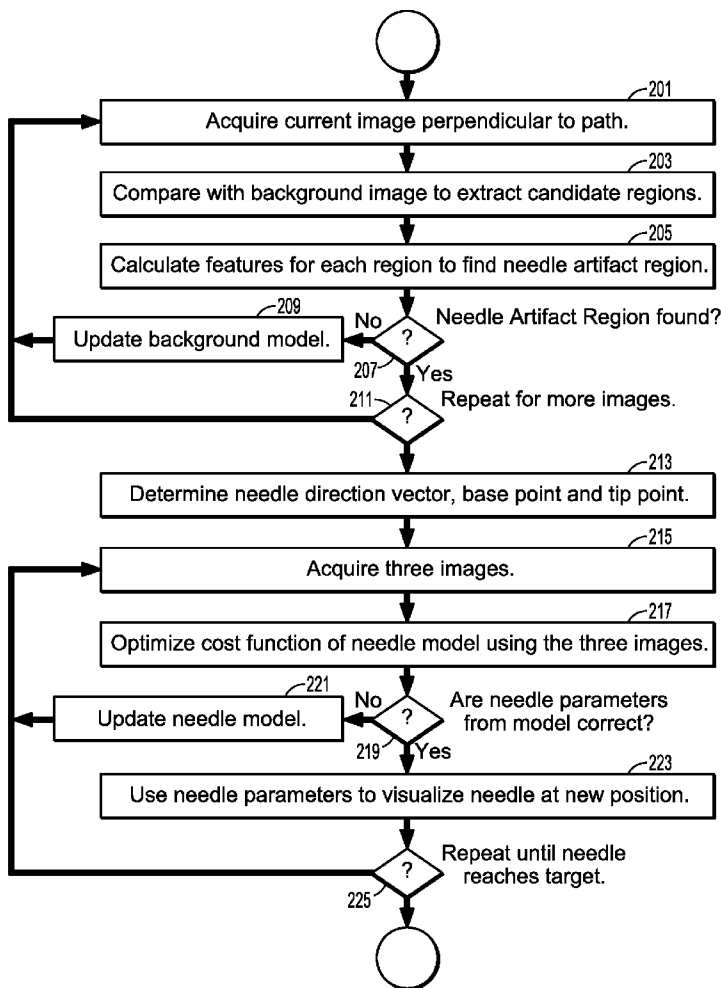 201
Acquire current image perpendicular to path.
203
Compare with background image to extract candidate regions.
205
Calculate features for each region to find needle artifact region.
209
Update background model.
No
?
Needle Artifact Region found?
207
Yes
211
?
Repeat for more images.
213
Determine needle direction vector, base point and tip point.
215
Acquire three images.
217
Optimize cost function of needle model using the three images.
221
Update needle model.
No
?
Are needle parameters
from model correct?
219
Yes
223
Use needle parameters to visualize needle at new position.
?
Repeat until needle
reaches target.
225